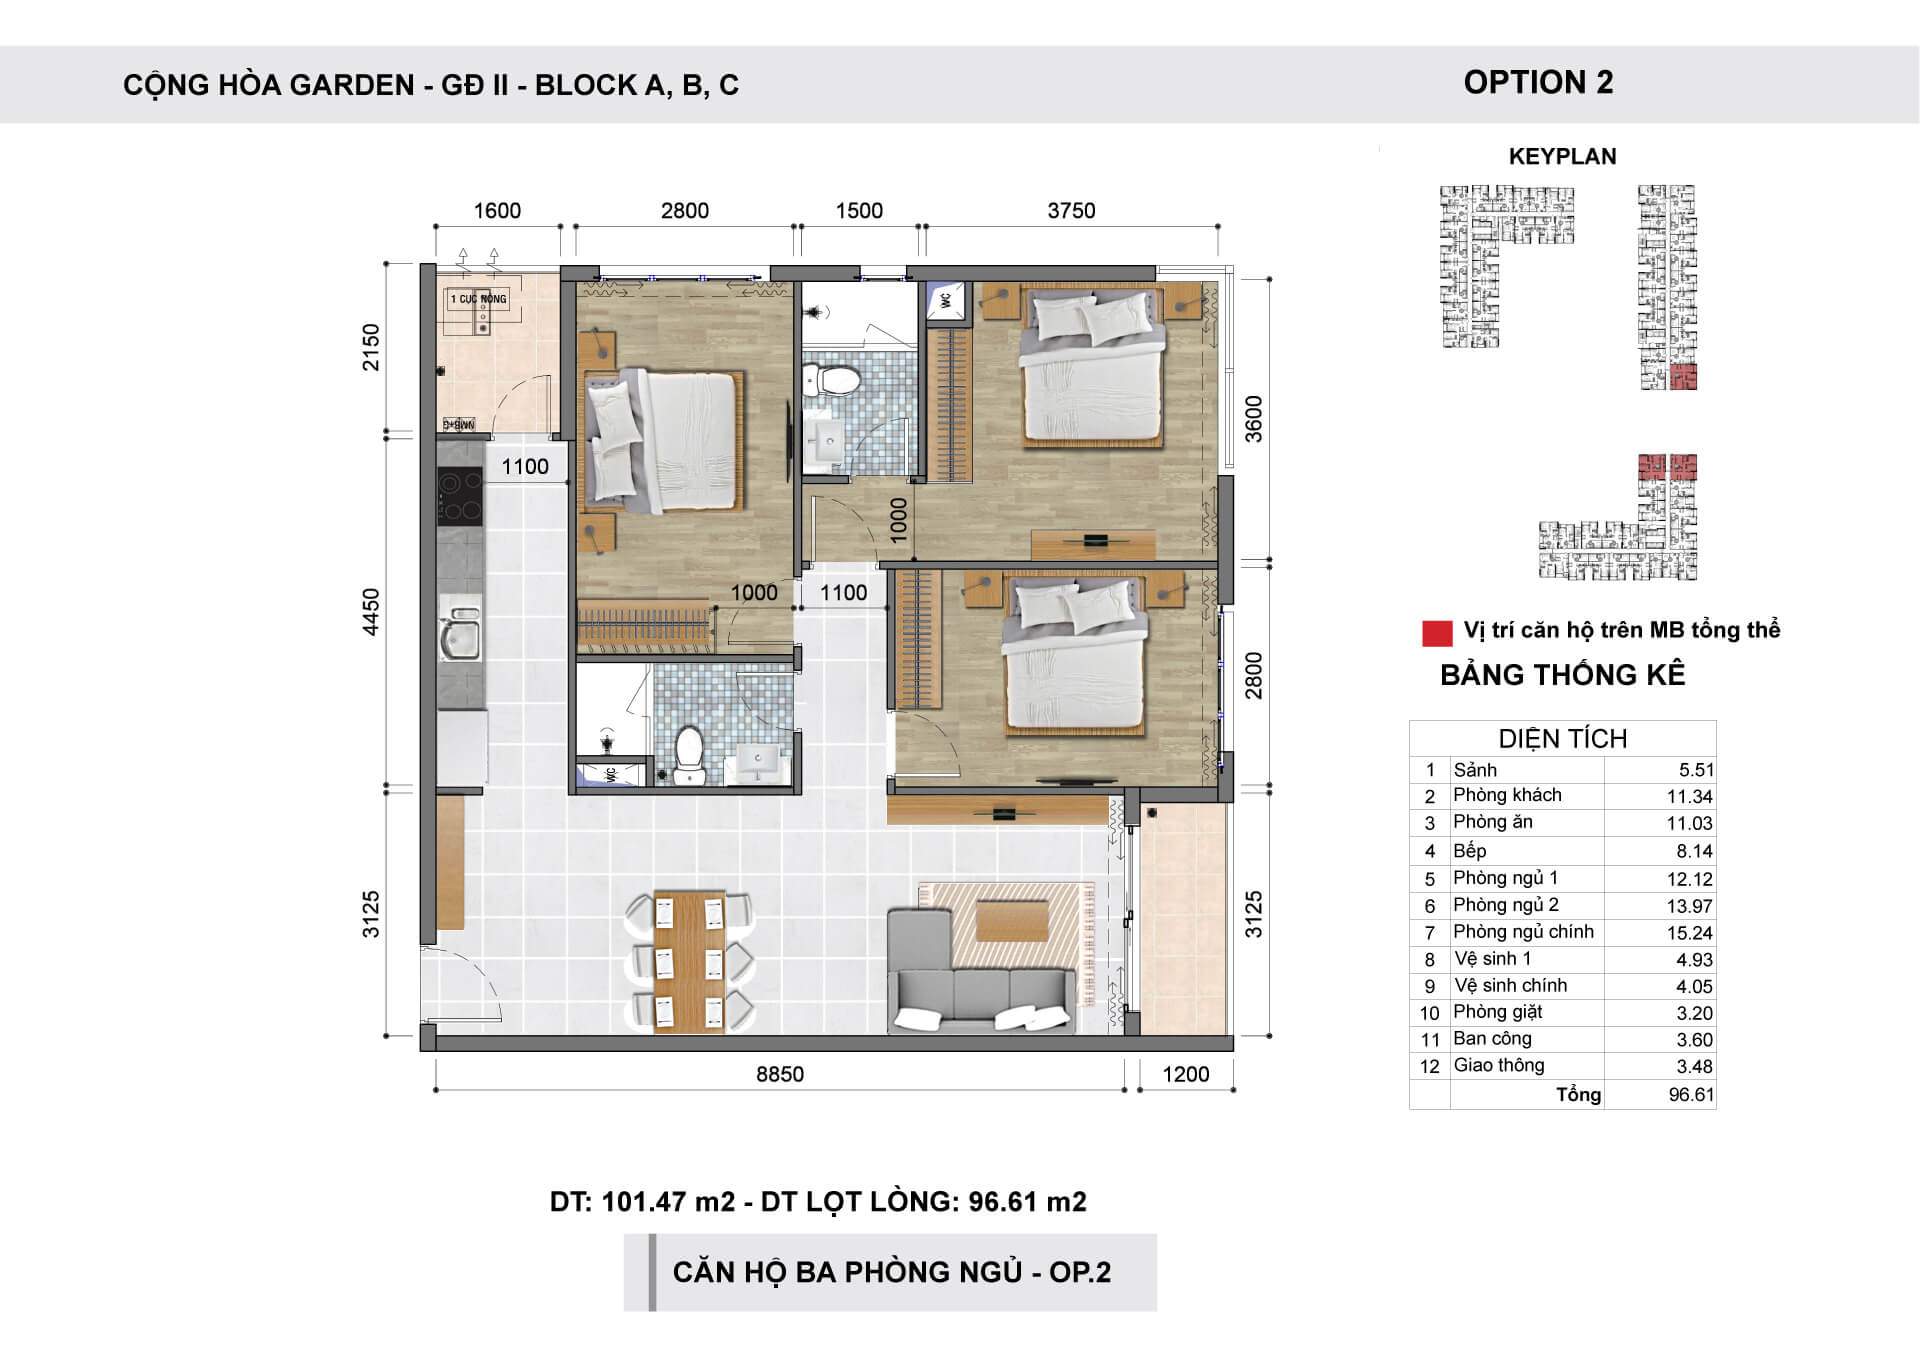 CỘNG HÒA GARDEN - GĐ II - BLOCK A, B, C
OPTION 2
KEYPLAN
1600
2800
1500
3750
1 CỤC NÓNG
WC
2150
3600
1100
1000
1000
1100
4450
2800
WC
3125
3125
8850
1200
Vị trí căn hộ trên MB tổng thể
BẢNG THỐNG KÊ
DIỆN TÍCH
1 Sảnh 5.51
2 Phòng khách 11.34
3 Phòng ăn 11.03
4 Bếp 8.14
5 Phòng ngủ 1 12.12
6 Phòng ngủ 2 13.97
7 Phòng ngủ chính 15.24
8 Vệ sinh 1 4.93
9 Vệ sinh chính 4.05
10 Phòng giặt 3.20
11 Ban công 3.60
12 Giao thông 3.48
Tổng 96.61
DT: 101.47 m2 - DT LỌT LÒNG: 96.61 m2
CĂN HỘ BA PHÒNG NGỦ - OP.2